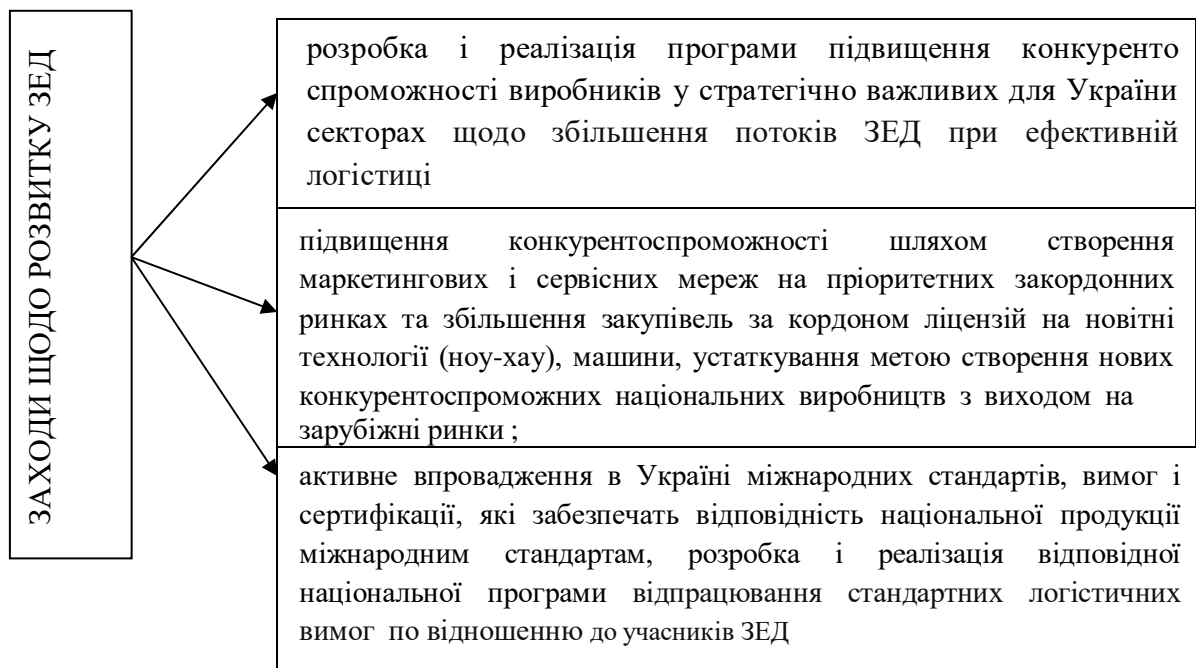 ЗАХОДИ ЩОДО РОЗВИТКУ ЗЕД
розробка і реалізація програми підвищення конкуренто
спроможності виробників у стратегічно важливих для України
секторах щодо збільшення потоків ЗЕД при ефективній
логістиці
підвищення конкурентоспроможності шляхом створення
маркетингових і сервісних мереж на пріоритетних закордонних
ринках та збільшення закупівель за кордоном ліцензій на новітні
технології (ноу-хау), машини, устаткування метою створення нових
конкурентоспроможних національних виробництв з виходом на
зарубіжні ринки ;
активне впровадження в Україні міжнародних стандартів, вимог і
сертифікації, які забезпечать відповідність національної продукції
міжнародним стандартам, розробка і реалізація відповідної
національної програми відпрацювання стандартних логістичних
вимог по відношенню до учасників ЗЕД